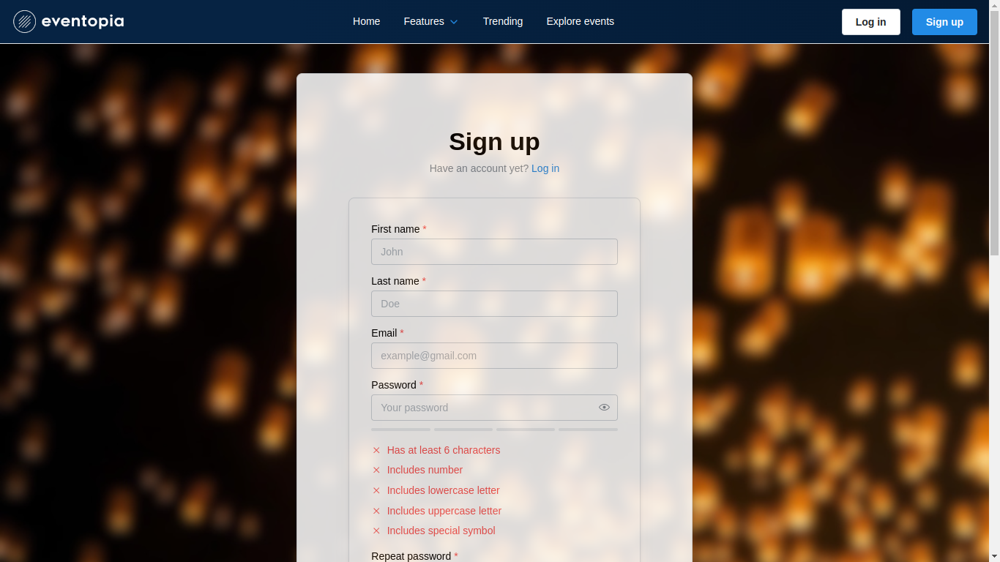 eventopia
Home
Features
Trending
Explore events
Log in
Sign up
Sign up
Have an account yet? Log in
First name *
John
Last name *
Doe
Email *
example@gmail.com
Password *
Your password
Has at least 6 characters
Includes number
Includes lowercase letter
Includes uppercase letter
Includes special symbol
Repeat password *